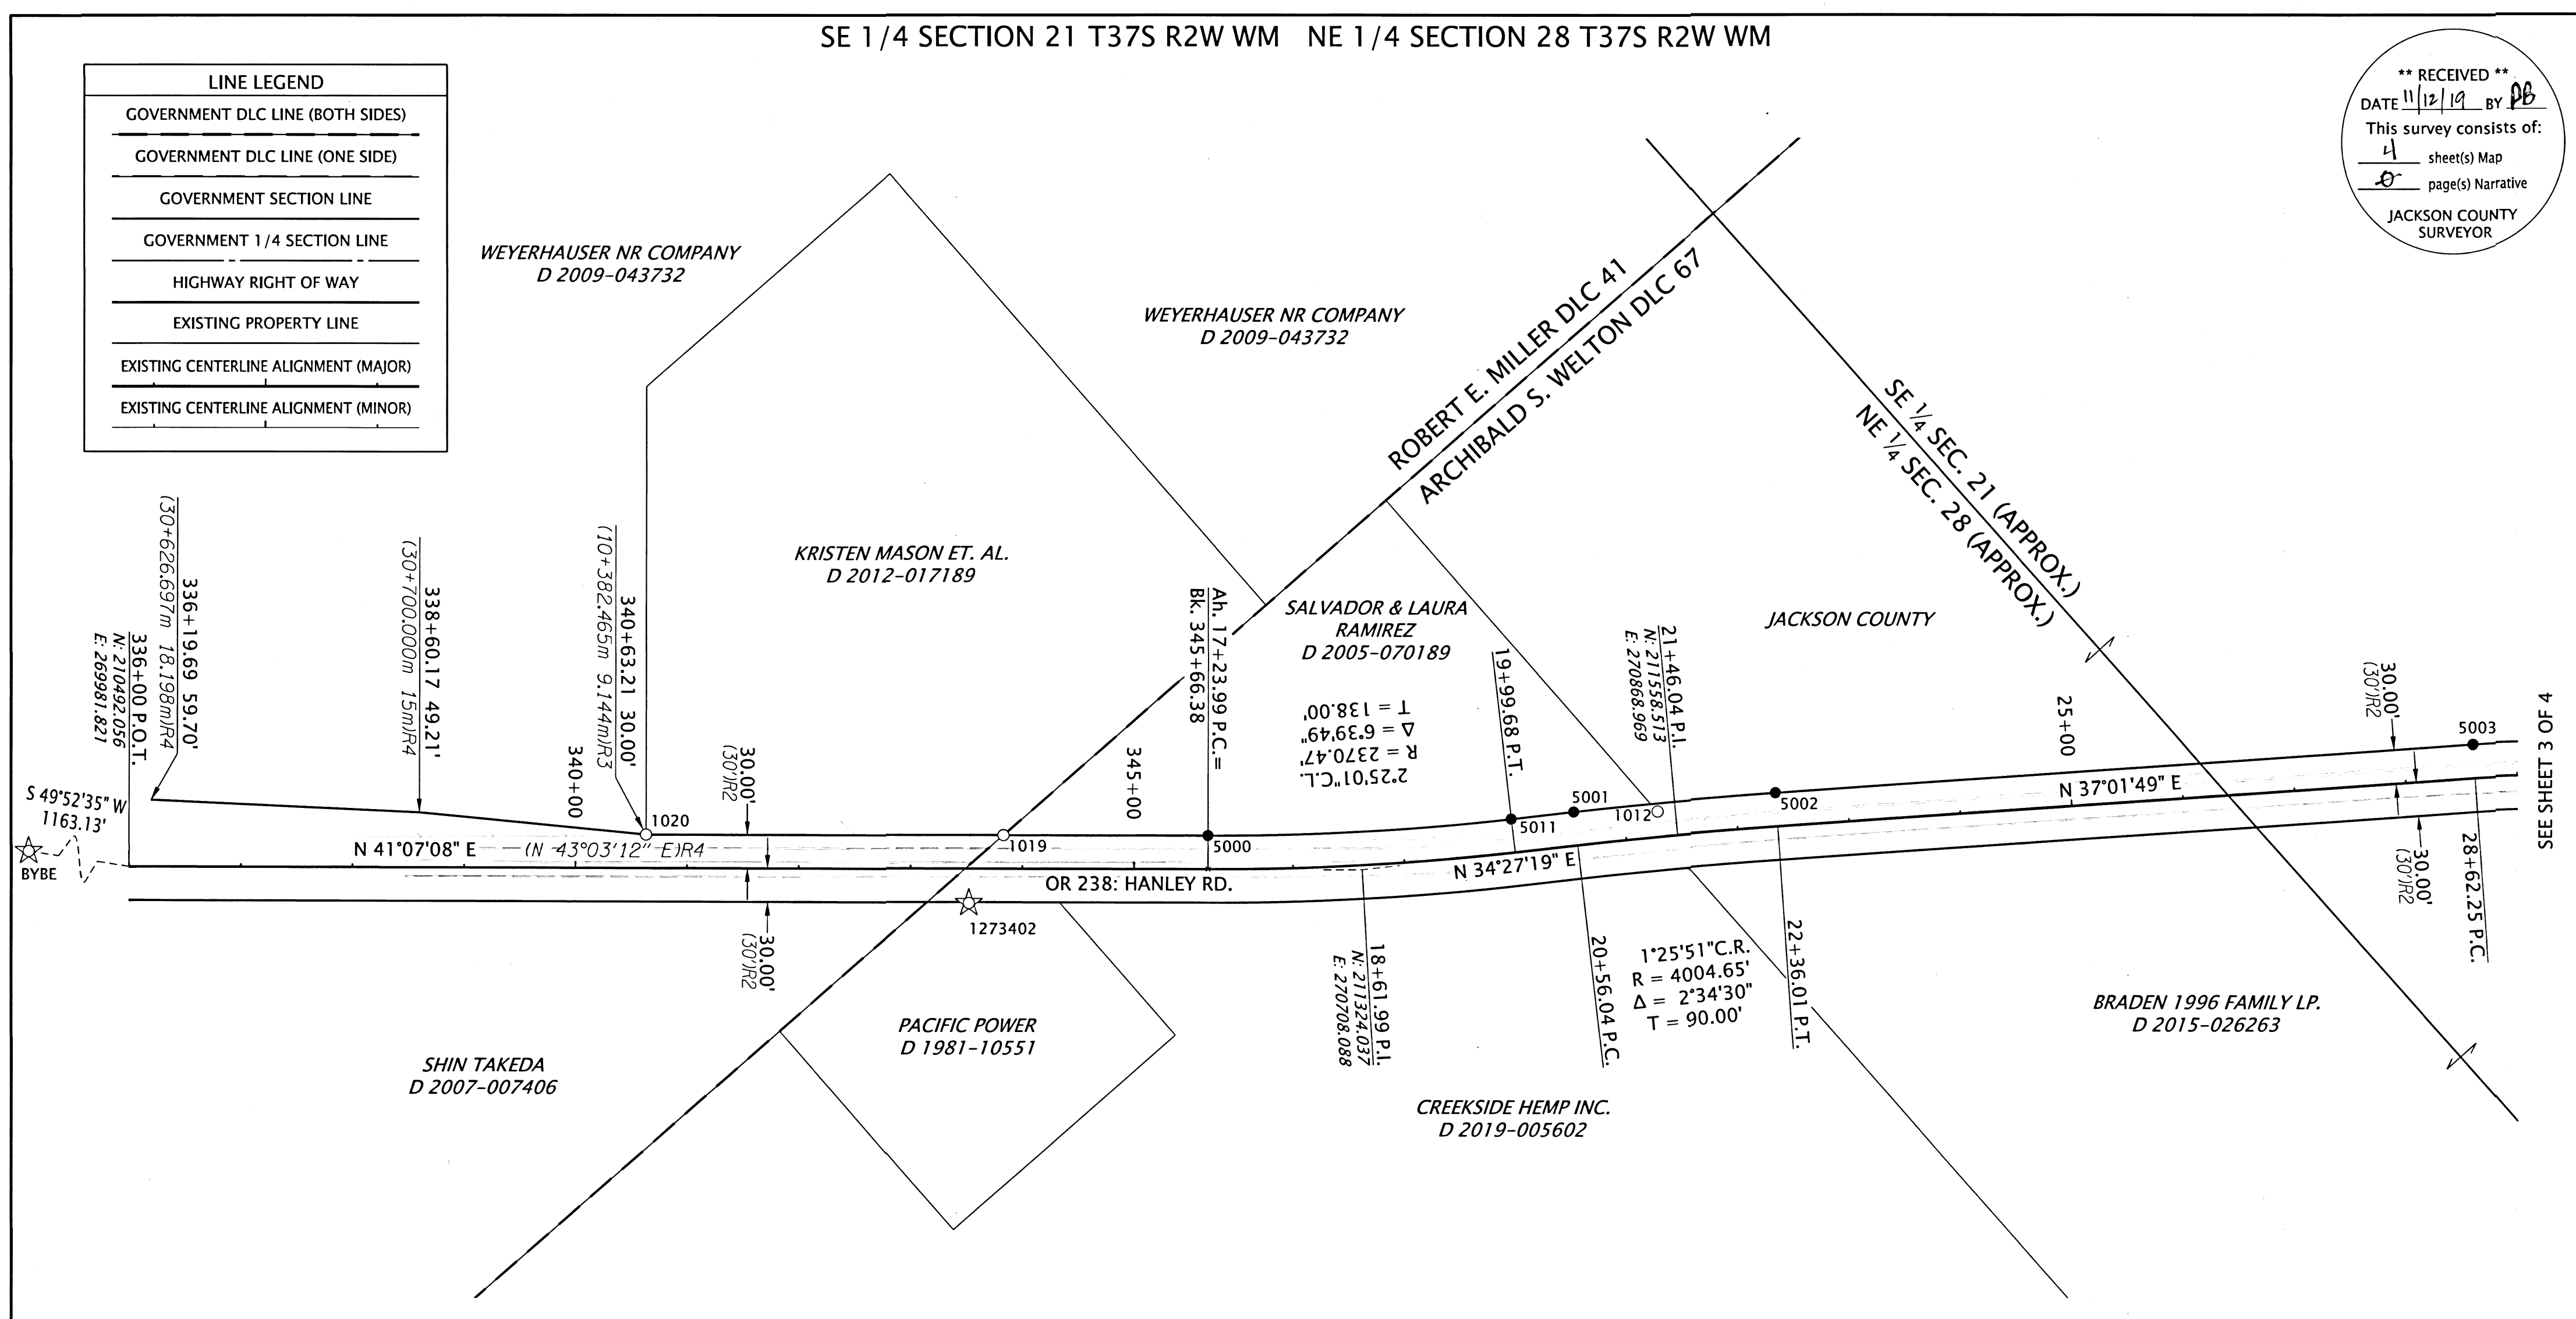 SE 1/4 SECTION 21 T37S R2W WM   NE 1/4 SECTION 28 T37S R2W WM
LINE LEGEND
GOVERNMENT DLC LINE (BOTH SIDES)
GOVERNMENT DLC LINE (ONE SIDE)
GOVERNMENT SECTION LINE
GOVERNMENT 1/4 SECTION LINE
HIGHWAY RIGHT OF WAY
EXISTING PROPERTY LINE
EXISTING CENTERLINE ALIGNMENT (MAJOR)
EXISTING CENTERLINE ALIGNMENT (MINOR)
** RECEIVED **
DATE 11/12/19 BY PB
This survey consists of:
4 sheet(s) Map
0 page(s) Narrative
JACKSON COUNTY
SURVEYOR
WEYERHAUSER NR COMPANY
D 2009-043732
WEYERHAUSER NR COMPANY
D 2009-043732
ROBERT E. MILLER DLC 41
ARCHIBALD S. WELTON DLC 67
SE 1/4 SEC. 21 (APPROX.)
NE 1/4 SEC. 28 (APPROX.)
KRISTEN MASON ET. AL.
D 2012-017189
SALVADOR & LAURA
RAMIREZ
D 2005-070189
JACKSON COUNTY
336+00 P.O.T.
N: 210492.056
E: 269981.821
336+19.69 59.70'
(30+626.697m 18.198m)R4
338+60.17 49.21'
(30+700.000m 15m)R4
340+00
340+63.21 30.00'
(10+382.465m 9.144m)R3
30.00'
(30')R2
345+00
Ah. 17+23.99 P.C.=
Bk. 345+66.38
2°25'01"C.L.
R = 2370.47'
Δ = 6°39'49"
T = 138.00'
19+99.68 P.T.
21+46.04 P.I.
N: 211558.513
E: 270868.969
25+00
30.00'
(30')R2
5003
SEE SHEET 3 OF 4
S 49°52'35" W
1163.13'
BYBE
1020
1019
5000
5011
5001
1012
5002
N 41°07'08" E
(N 43°03'12" E)R4
OR 238: HANLEY RD.
N 34°27'19" E
N 37°01'49" E
1273402
30.00'
(30')R2
18+61.99 P.I.
N: 211324.037
E: 270708.088
20+56.04 P.C.
1°25'51"C.R.
R = 4004.65'
Δ = 2°34'30"
T = 90.00'
22+36.01 P.T.
30.00'
(30')R2
28+62.25 P.C.
SHIN TAKEDA
D 2007-007406
PACIFIC POWER
D 1981-10551
CREEKSIDE HEMP INC.
D 2019-005602
BRADEN 1996 FAMILY LP.
D 2015-026263